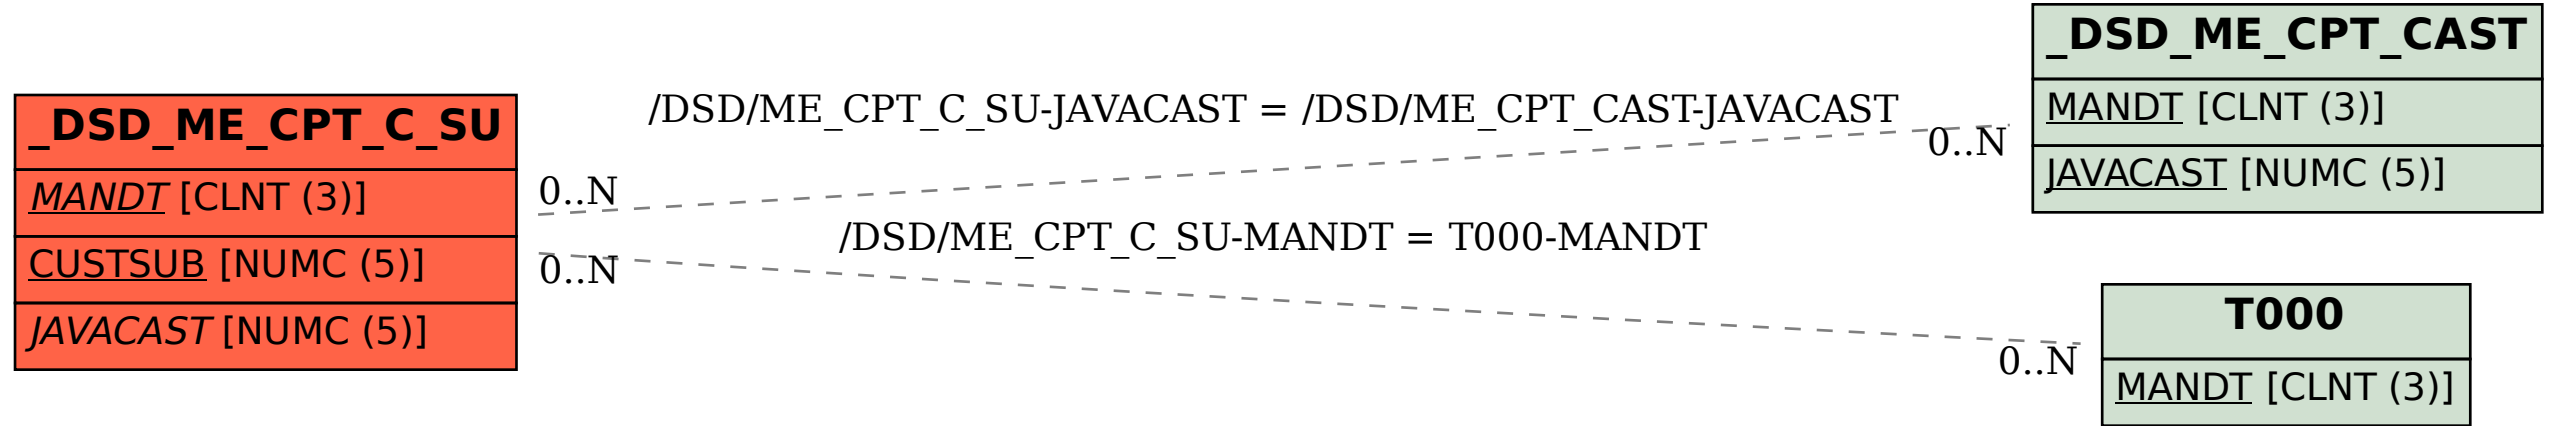 _DSD_ME_CPT_C_SU
MANDT [CLNT (3)]
CUSTSUB [NUMC (5)]
JAVACAST [NUMC (5)]
/DSD/ME_CPT_C_SU-JAVACAST = /DSD/ME_CPT_CAST-JAVACAST
0..N
0..N
/DSD/ME_CPT_C_SU-MANDT = T000-MANDT
0..N
0..N
_DSD_ME_CPT_CAST
MANDT [CLNT (3)]
JAVACAST [NUMC (5)]
T000
MANDT [CLNT (3)]